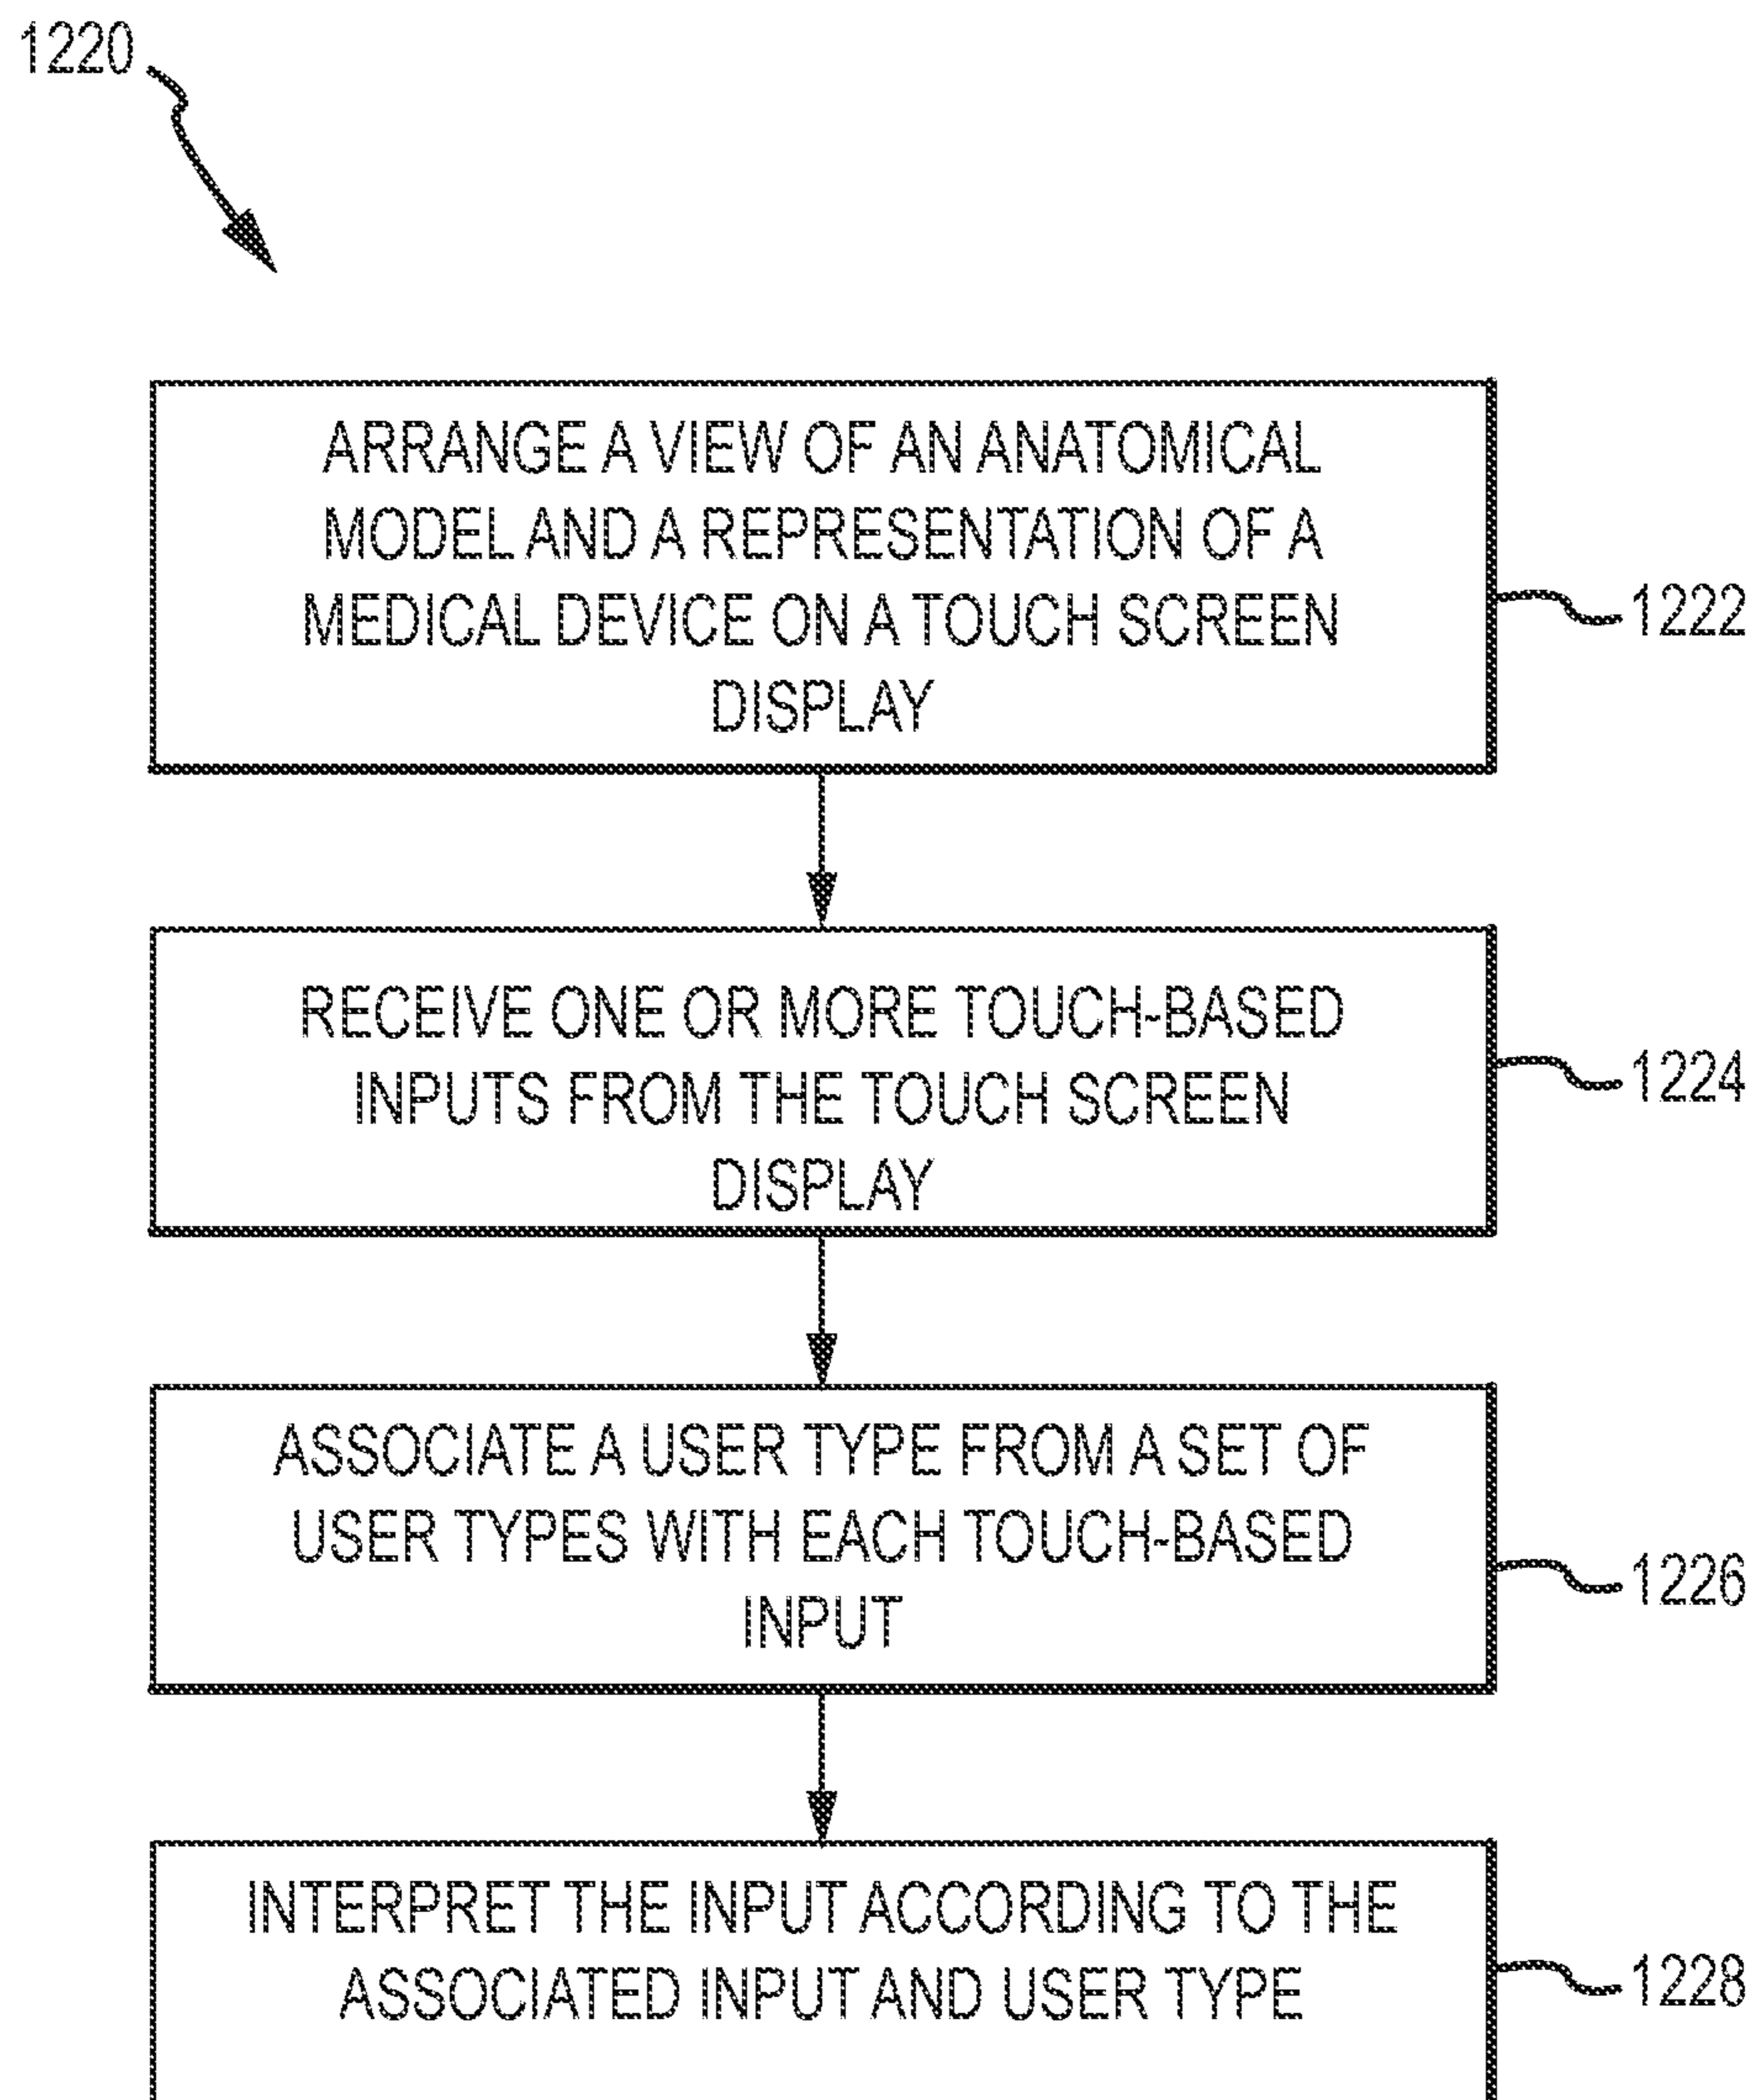 1220
ARRANGE A VIEW OF AN ANATOMICAL
MODEL AND A REPRESENTATION OF A
MEDICAL DEVICE ON A TOUCH SCREEN
DISPLAY
1222
RECEIVE ONE OR MORE TOUCH-BASED
INPUTS FROM THE TOUCH SCREEN
DISPLAY
1224
ASSOCIATE A USER TYPE FROM A SET OF
USER TYPES WITH EACH TOUCH-BASED
INPUT
1226
INTERPRET THE INPUT ACCORDING TO THE
ASSOCIATED INPUT AND USER TYPE
1228